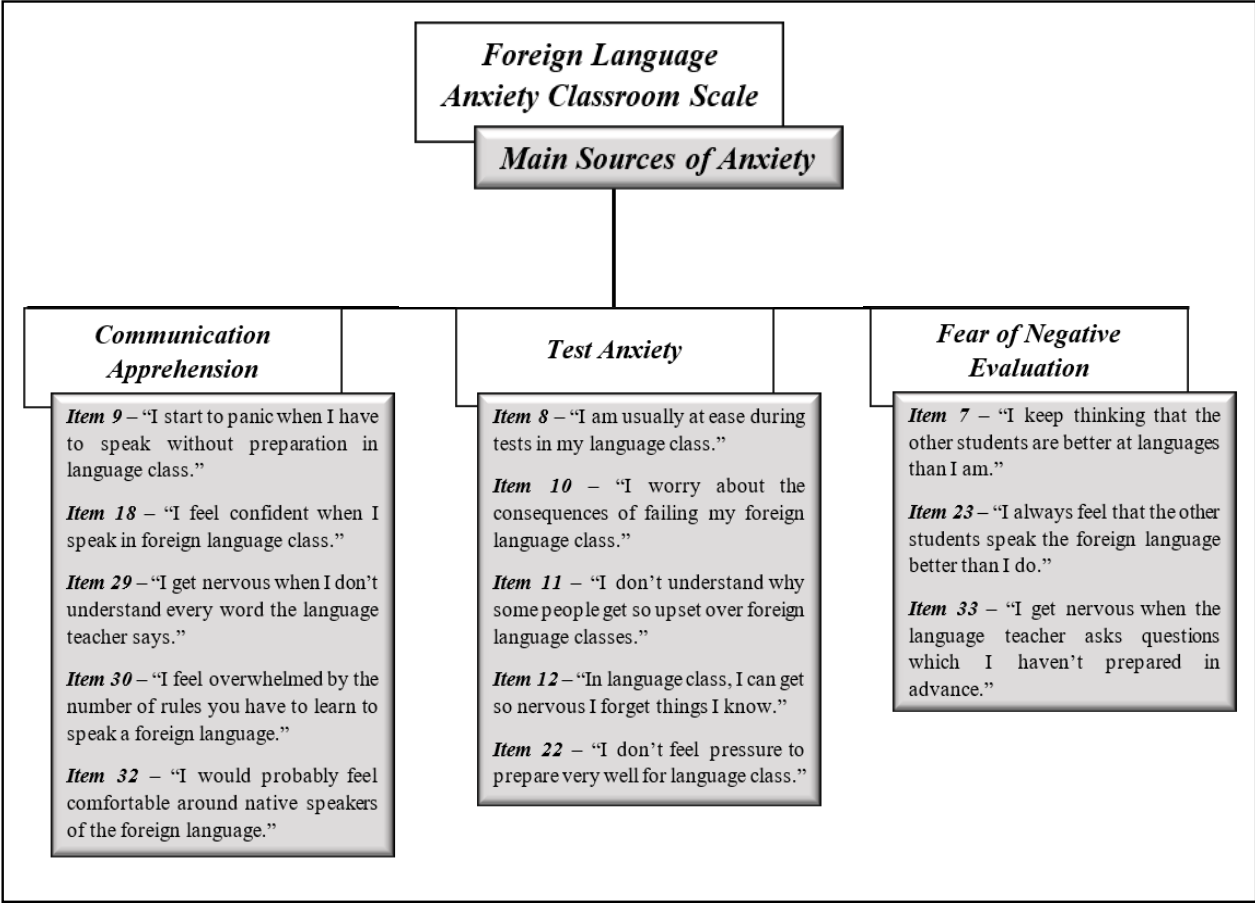 Foreign Language
Anxiety Classroom Scale
Main Sources of Anxiety
Communication
Apprehension
Item 9 – “I start to panic when I have
to speak without preparation in
language class.”
Item 18 – “I feel confident when I
speak in foreign language class.”
Item 29 – “I get nervous when I don’t
understand every word the language
teacher says.”
Item 30 – “I feel overwhelmed by the
number of rules you have to learn to
speak a foreign language.”
Item 32 – “I would probably feel
comfortable around native speakers
of the foreign language.”
Test Anxiety
Item 8 – “I am usually at ease during
tests in my language class.”
Item 10 – “I worry about the
consequences of failing my foreign
language class.”
Item 11 – “I don’t understand why
some people get so upset over foreign
language classes.”
Item 12 – “In language class, I can get
so nervous I forget things I know.”
Item 22 – “I don’t feel pressure to
prepare very well for language class.”
Fear of Negative
Evaluation
Item 7 – “I keep thinking that the
other students are better at languages
than I am.”
Item 23 – “I always feel that the other
students speak the foreign language
better than I do.”
Item 33 – “I get nervous when the
language teacher asks questions
which I haven’t prepared in
advance.”